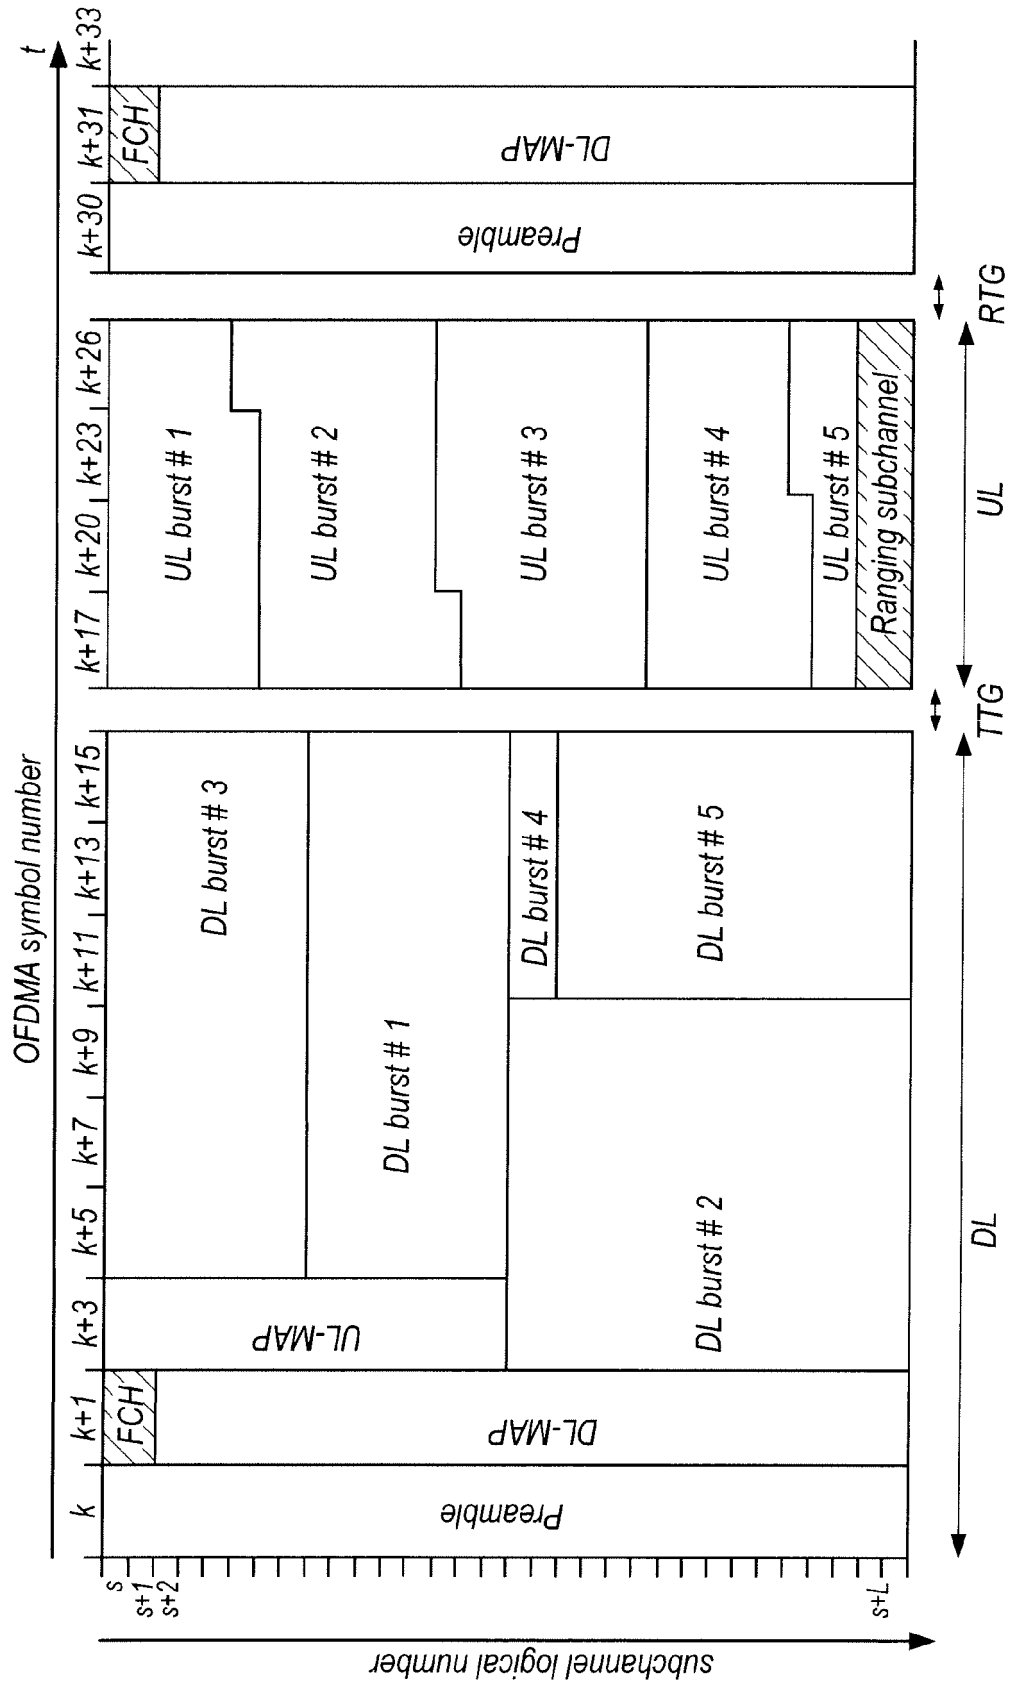 OFDMA symbol number
t
k
k+1
k+3
k+5
k+7
k+9
k+11
k+13
k+15
k+17
k+20
k+23
k+26
k+30
k+31
k+33
subchannel logical number
s
s+1
s+2
s+L
Preamble
FCH
DL-MAP
UL-MAP
DL burst # 3
DL burst # 1
DL burst # 2
DL burst # 4
DL burst # 5
UL burst # 1
UL burst # 2
UL burst # 3
UL burst # 4
UL burst # 5
Ranging subchannel
Preamble
FCH
DL-MAP
DL
TTG
UL
RTG